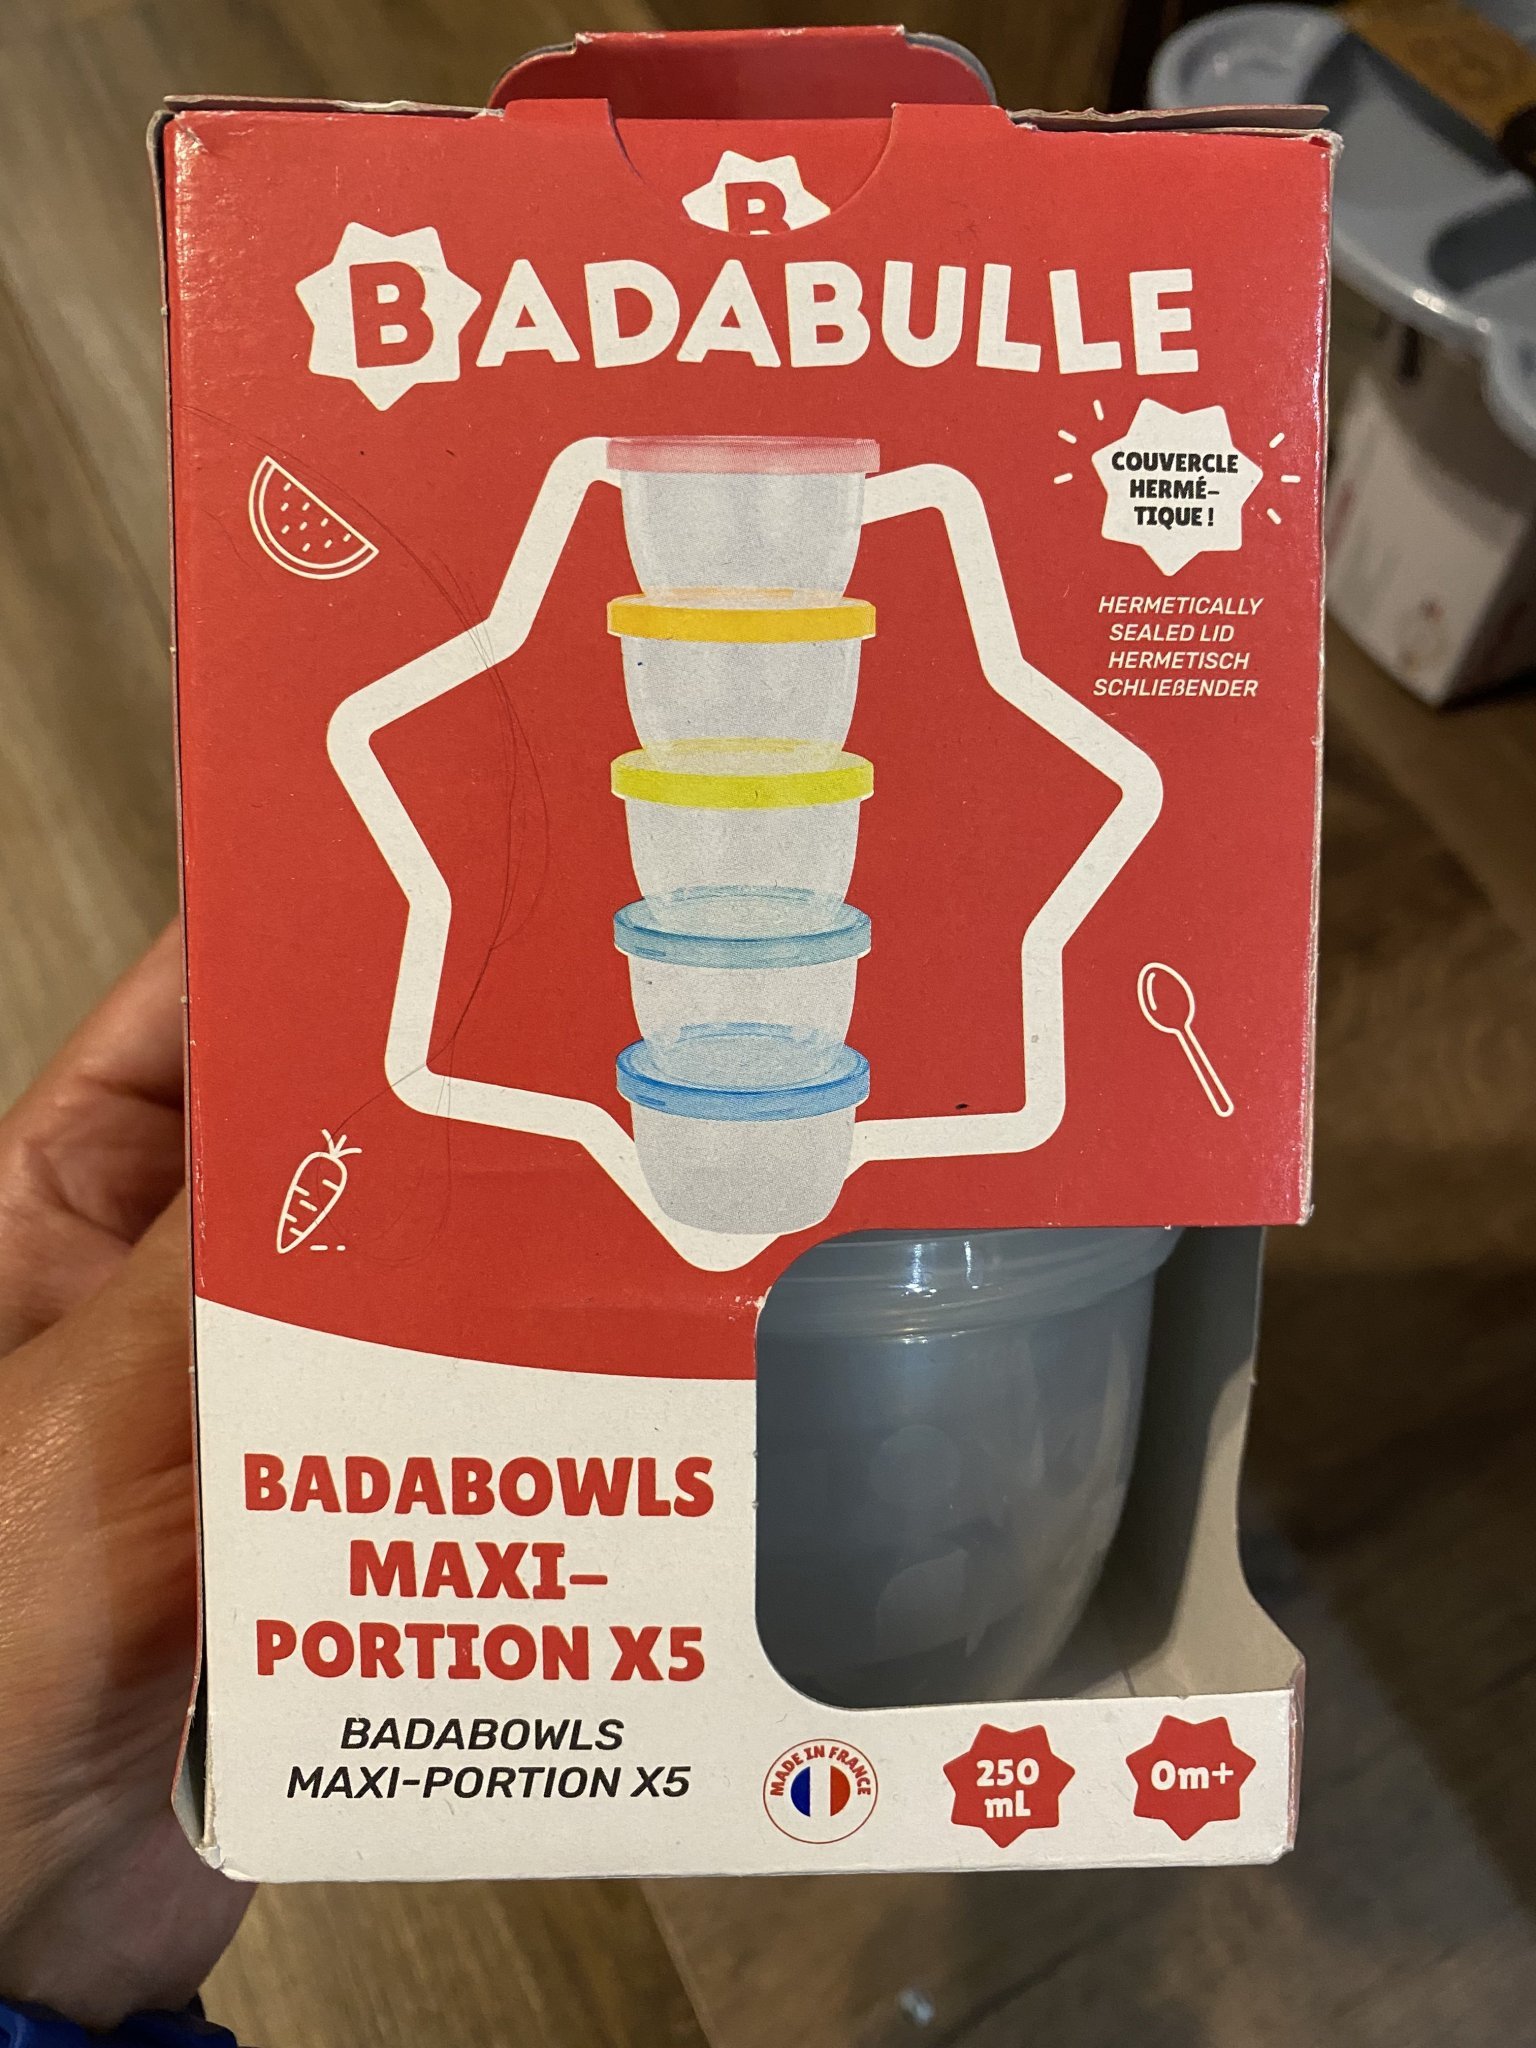 B
BADABULLE
COUVERCLE
HERMÉ-
TIQUE !
HERMETICALLY
SEALED LID
HERMETISCH
SCHLIEßENDER
BADABOWLS
MAXI-
PORTION X5
BADABOWLS
MAXI-PORTION X5
MADE IN FRANCE
250
mL
0m+